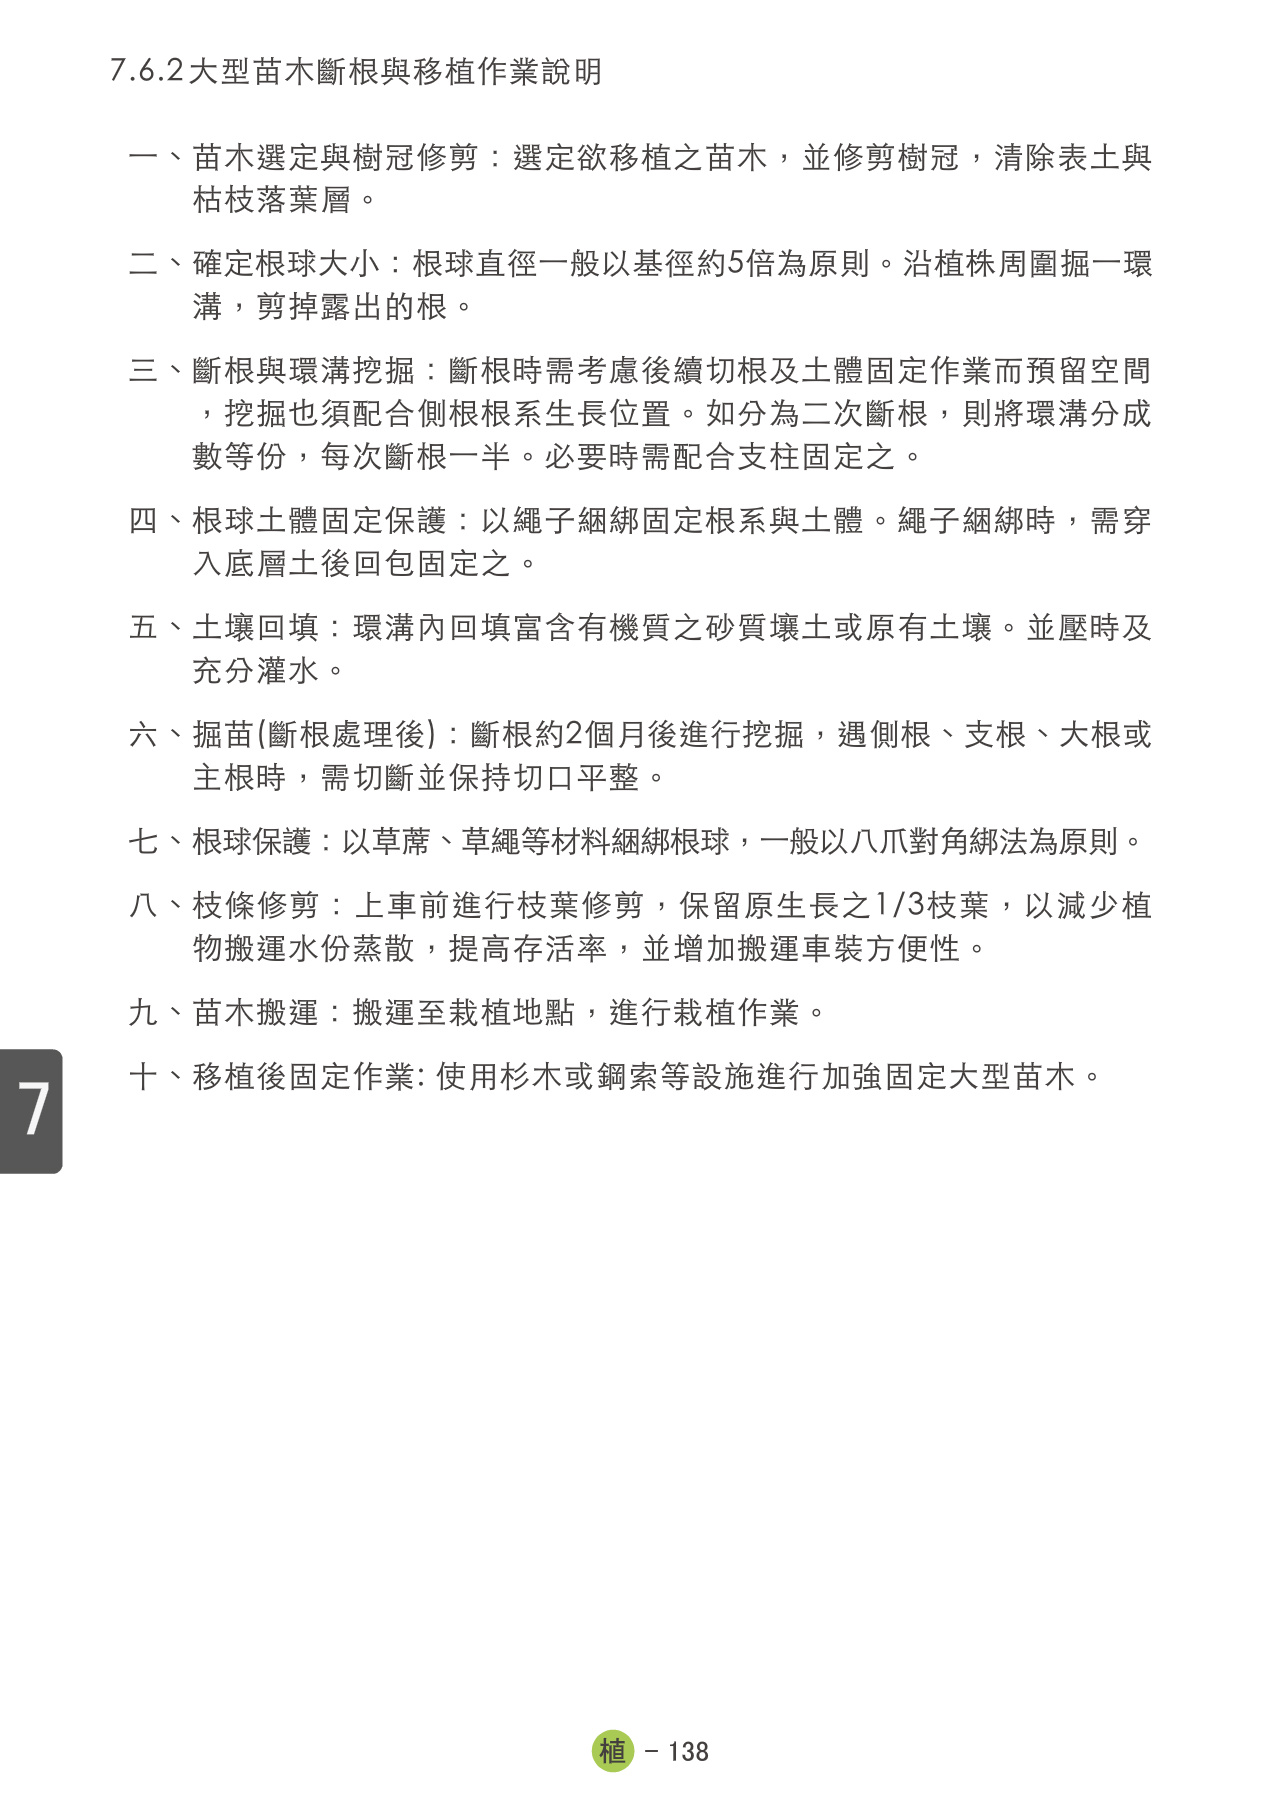 7.6.2大型苗木斷根與移植作業說明
一、苗木選定與樹冠修剪：選定欲移植之苗木，並修剪樹冠，清除表土與
枯枝落葉層。
二、確定根球大小：根球直徑一般以基徑約5倍為原則。沿植株周圍掘一環
溝，剪掉露出的根。
三、斷根與環溝挖掘：斷根時需考慮後續切根及土體固定作業而預留空間
，挖掘也須配合側根根系生長位置。如分為二次斷根，則將環溝分成
數等份，每次斷根一半。必要時需配合支柱固定之。
四、根球土體固定保護：以繩子綑綁固定根系與土體。繩子綑綁時，需穿
入底層土後回包固定之。
五、土壤回填：環溝內回填富含有機質之砂質壤土或原有土壤。並壓時及
充分灌水。
六、掘苗(斷根處理後)：斷根約2個月後進行挖掘，遇側根、支根、大根或
主根時，需切斷並保持切口平整。
七、根球保護：以草蓆、草繩等材料綑綁根球，一般以八爪對角綁法為原則。
八、枝條修剪：上車前進行枝葉修剪，保留原生長之1/3枝葉，以減少植
物搬運水份蒸散，提高存活率，並增加搬運車裝方便性。
九、苗木搬運：搬運至栽植地點，進行栽植作業。
十、移植後固定作業: 使用杉木或鋼索等設施進行加強固定大型苗木。
7
植 – 138